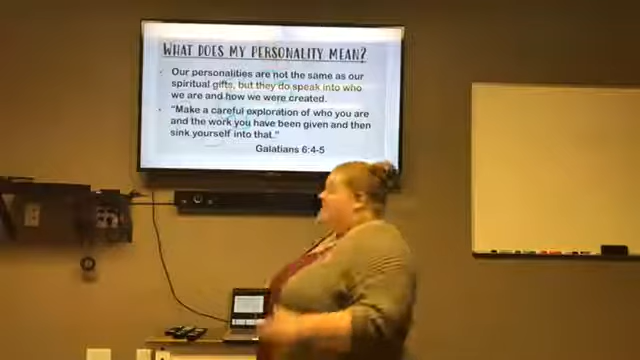 WHAT DOES MY PERSONALITY MEAN?
Our personalities are not the same as our
spiritual gifts, but they do speak into who
we are and how we were created.
"Make a careful exploration of who you are
and the work you have been given and then
sink yourself into that."
Galatians 6:4-5